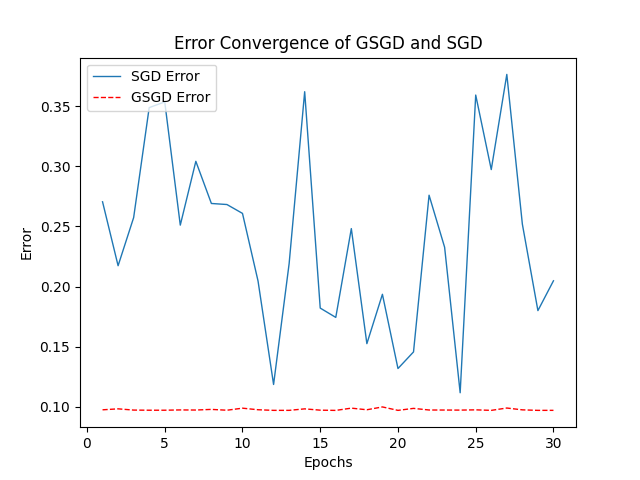 Error Convergence of GSGD and SGD
SGD Error
GSGD Error
0.35
0.30
0.25
0.20
0.15
0.10
Error
0 5 10 15 20 25 30
Epochs